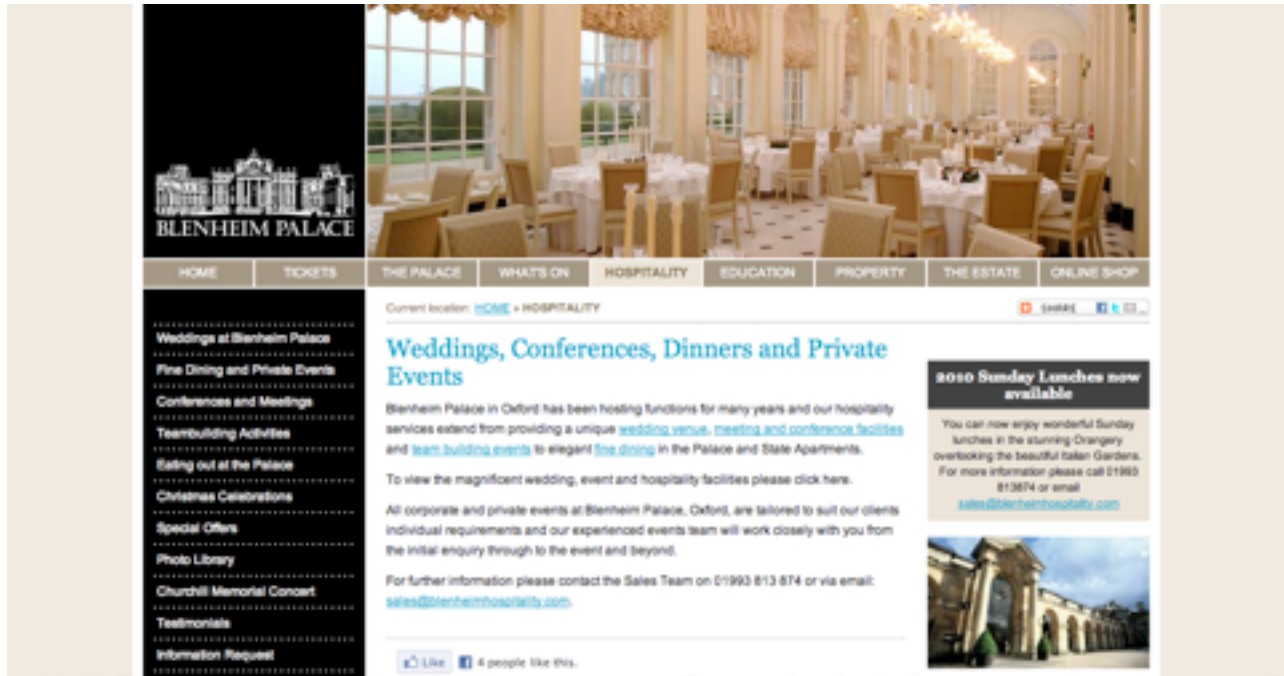 BLENHEIM PALACE
HOME TICKETS THE PALACE WHAT'S ON HOSPITALITY EDUCATION PROPERTY THE ESTATE ONLINE SHOP
Weddings at Blenheim Palace
Fine Dining and Private Events
Conferences and Meetings
Teambuilding Activities
Eating out at the Palace
Christmas Celebrations
Special Offers
Photo Library
Churchill Memorial Concert
Testimonials
Information Request
Current location: HOME » HOSPITALITY
SHARE
Weddings, Conferences, Dinners and Private
Events
Blenheim Palace in Oxford has been hosting functions for many years and our hospitality
services extend from providing a unique wedding venue, meeting and conference facilities
and team building events to elegant fine dining in the Palace and State Apartments.
To view the magnificent wedding, event and hospitality facilities please click here.
All corporate and private events at Blenheim Palace, Oxford, are tailored to suit our clients
individual requirements and our experienced events team will work closely with you from
the initial enquiry through to the event and beyond.
For further information please contact the Sales Team on 01993 813 874 or via email:
sales@blenheimhospitality.com.
Like 4 people like this.
2010 Sunday Lunches now
available
You can now enjoy wonderful Sunday
lunches in the stunning Orangery
overlooking the beautiful Italian Gardens.
For more information please call 01993
813874 or email
sales@blenheimhospitality.com